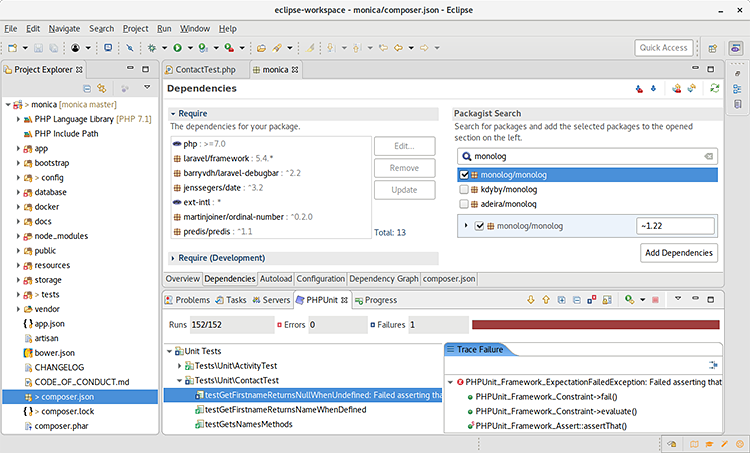 eclipse-workspace - monica/composer.json - Eclipse
File Edit Navigate Search Project Run Window Help
Quick Access
Project Explorer
monica [monica master]
PHP Language Library [PHP 7.1]
PHP Include Path
app
bootstrap
> config
database
docker
docs
node_modules
public
resources
storage
> tests
vendor
app.json
artisan
bower.json
CHANGELOG
CODE_OF_CONDUCT.md
> composer.json
> composer.lock
composer.phar
ContactTest.php
monica
Dependencies
Require
The dependencies for your package.
php : >=7.0
laravel/framework : 5.4.*
barryvdh/laravel-debugbar : ^2.2
jenssegers/date : ^3.2
ext-intl : *
martinjoiner/ordinal-number : ^0.2.0
predis/predis : ^1.1
Edit...
Remove
Update
Total: 13
Require (Development)
Packagist Search
Search for packages and add the selected packages to the opened
section on the left.
monolog
monolog/monolog
kdyby/monolog
adeira/monolog
monolog/monolog ~1.22
Add Dependencies
Overview Dependencies Autoload Configuration Dependency Graph composer.json
Problems Tasks Servers PHPUnit Progress
Runs 152/152 Errors 0 Failures 1
Unit Tests
Tests\Unit\ActivityTest
Tests\Unit\ContactTest
testGetFirstnameReturnsNullWhenUndefined: Failed asserting tha
testGetFirstnameReturnsNameWhenDefined
testGetsNamesMethods
Trace Failure
PHPUnit_Framework_ExpectationFailedException: Failed asserting that
PHPUnit_Framework_Constraint->fail()
PHPUnit_Framework_Constraint->evaluate()
PHPUnit_Framework_Assert::assertThat()